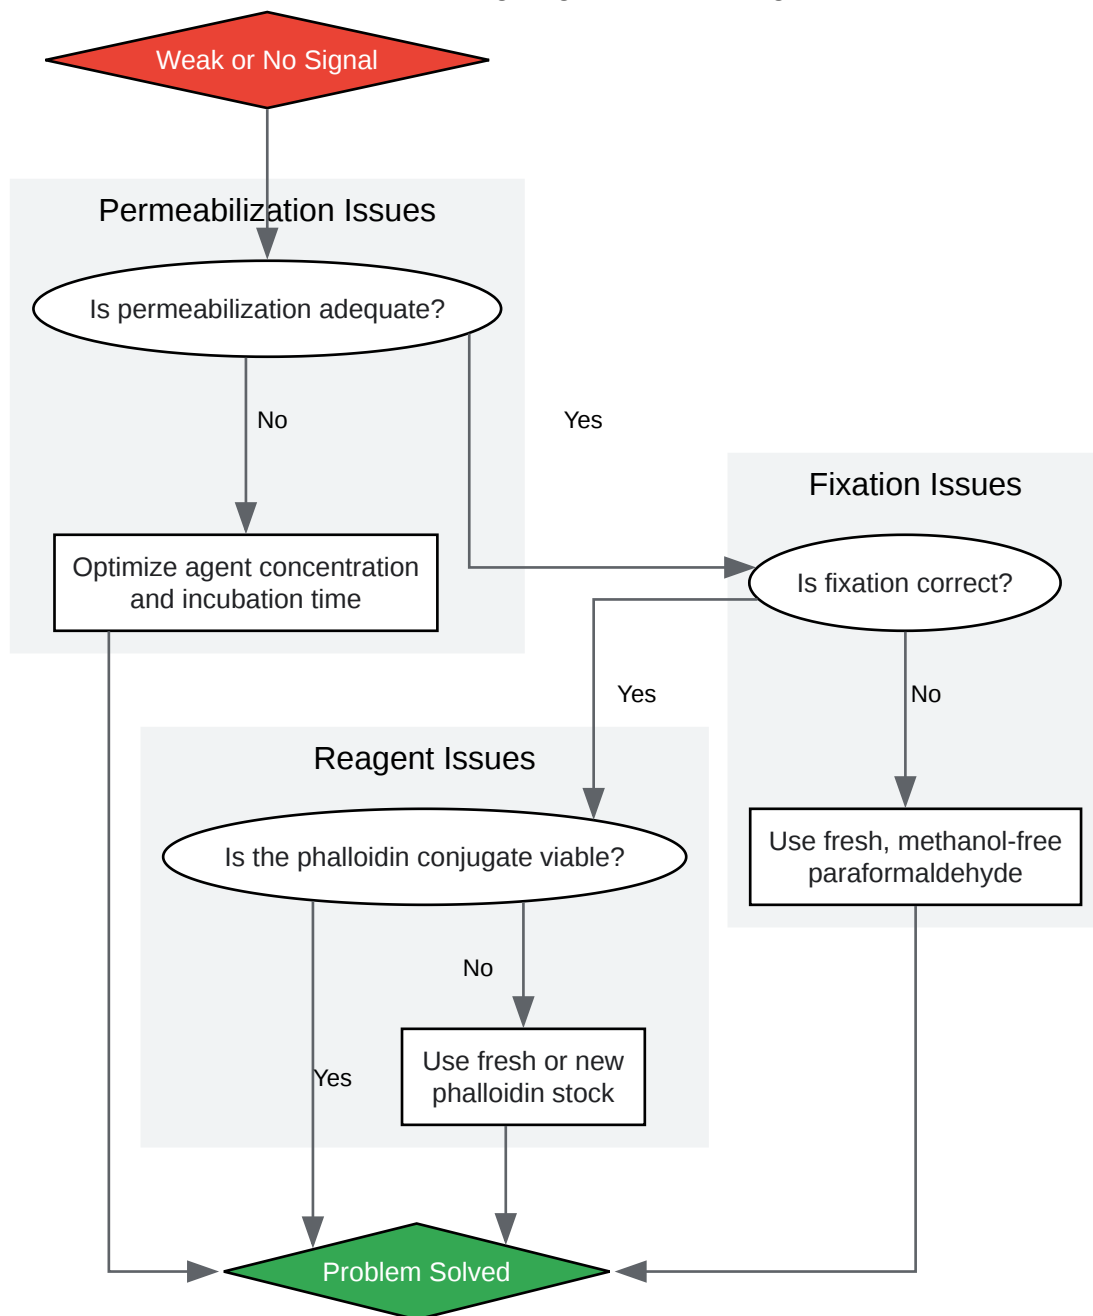 Weak or No Signal
Permeabilization Issues
Is permeabilization adequate?
No
Yes
Fixation Issues
Optimize agent concentration
and incubation time
Is fixation correct?
Yes
No
Reagent Issues
Is the phalloidin conjugate viable?
Use fresh, methanol-free
paraformaldehyde
No
Use fresh or new
phalloidin stock
Yes
Problem Solved